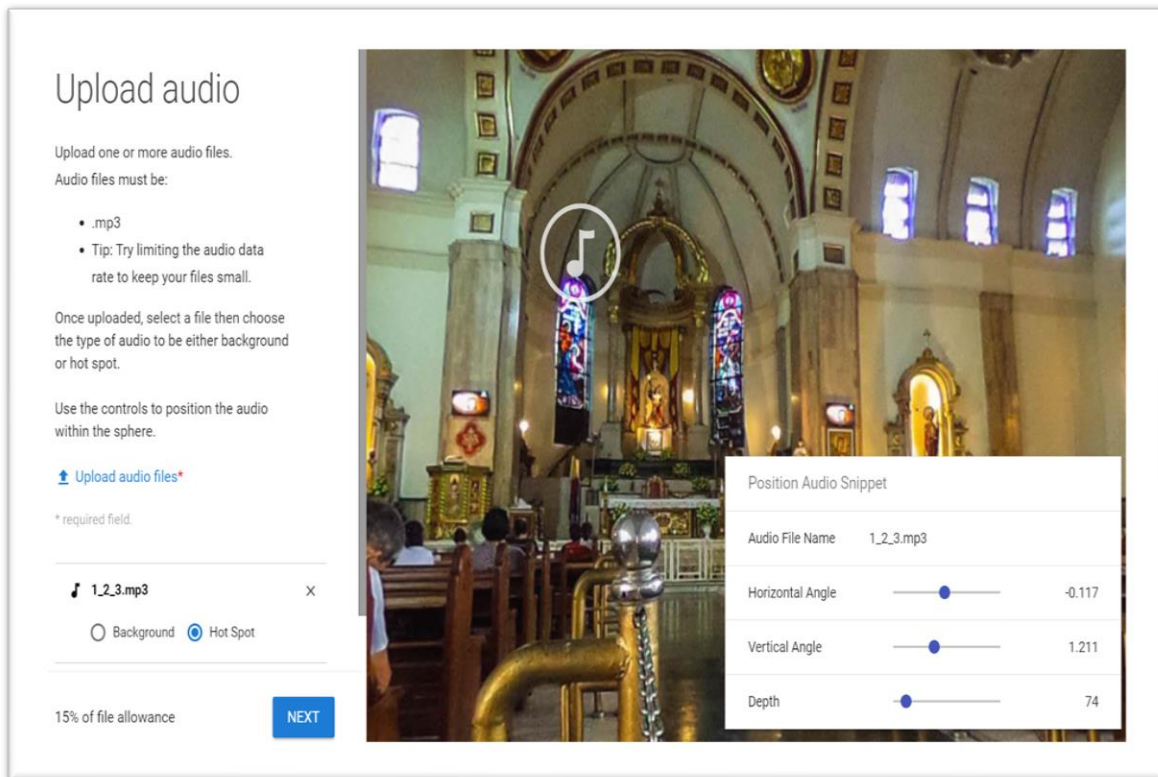 Upload audio
Upload one or more audio files.
Audio files must be:
• .mp3
• Tip: Try limiting the audio data
rate to keep your files small.
Once uploaded, select a file then choose
the type of audio to be either background
or hot spot.
Use the controls to position the audio
within the sphere.
Upload audio files*
* required field.
1_2_3.mp3 X
Background Hot Spot
15% of file allowance NEXT
Position Audio Snippet
Audio File Name 1_2_3.mp3
Horizontal Angle -0.117
Vertical Angle 1.211
Depth 74